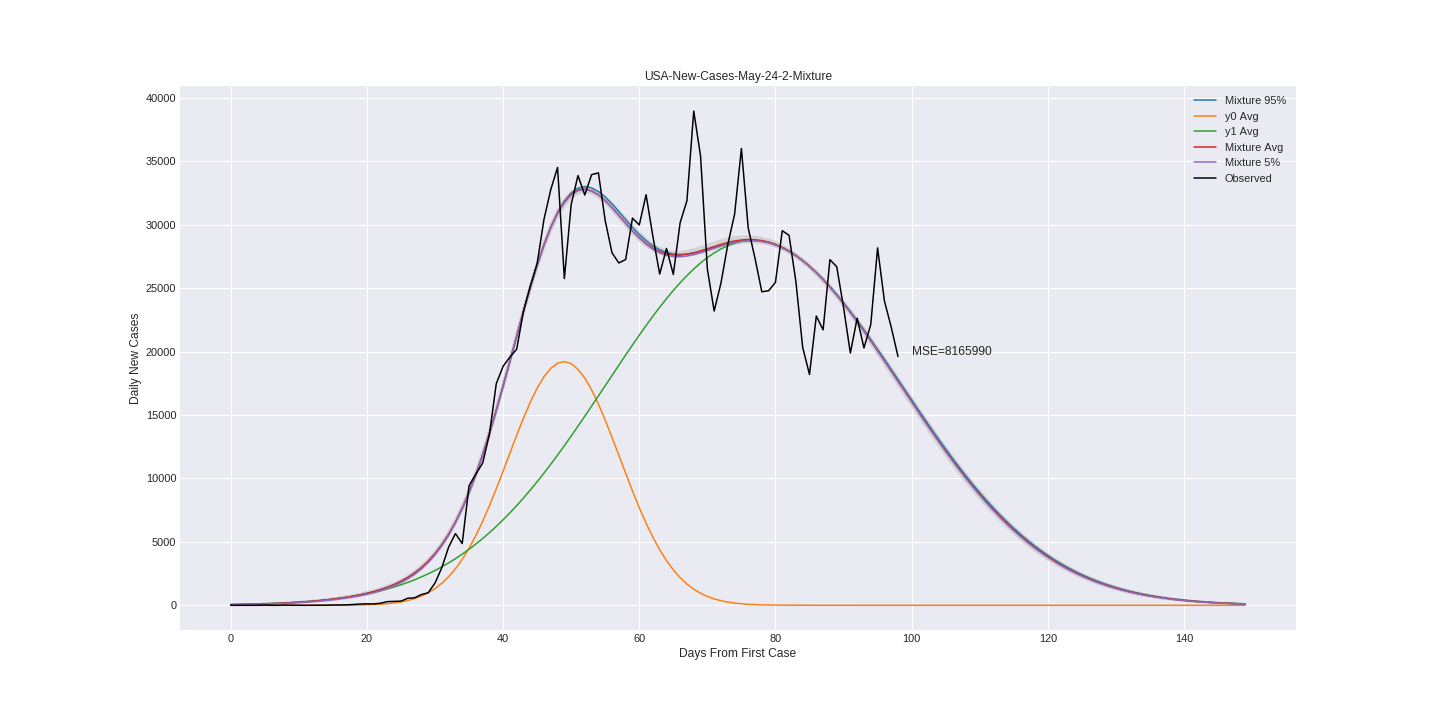 USA-New-Cases-May-24-2-Mixture
40000
35000
30000
25000
20000
15000
10000
5000
0
Daily New Cases
Mixture 95%
y0 Avg
y1 Avg
Mixture Avg
Mixture 5%
Observed
MSE=8165990
0 20 40 60 80 100 120 140
Days From First Case